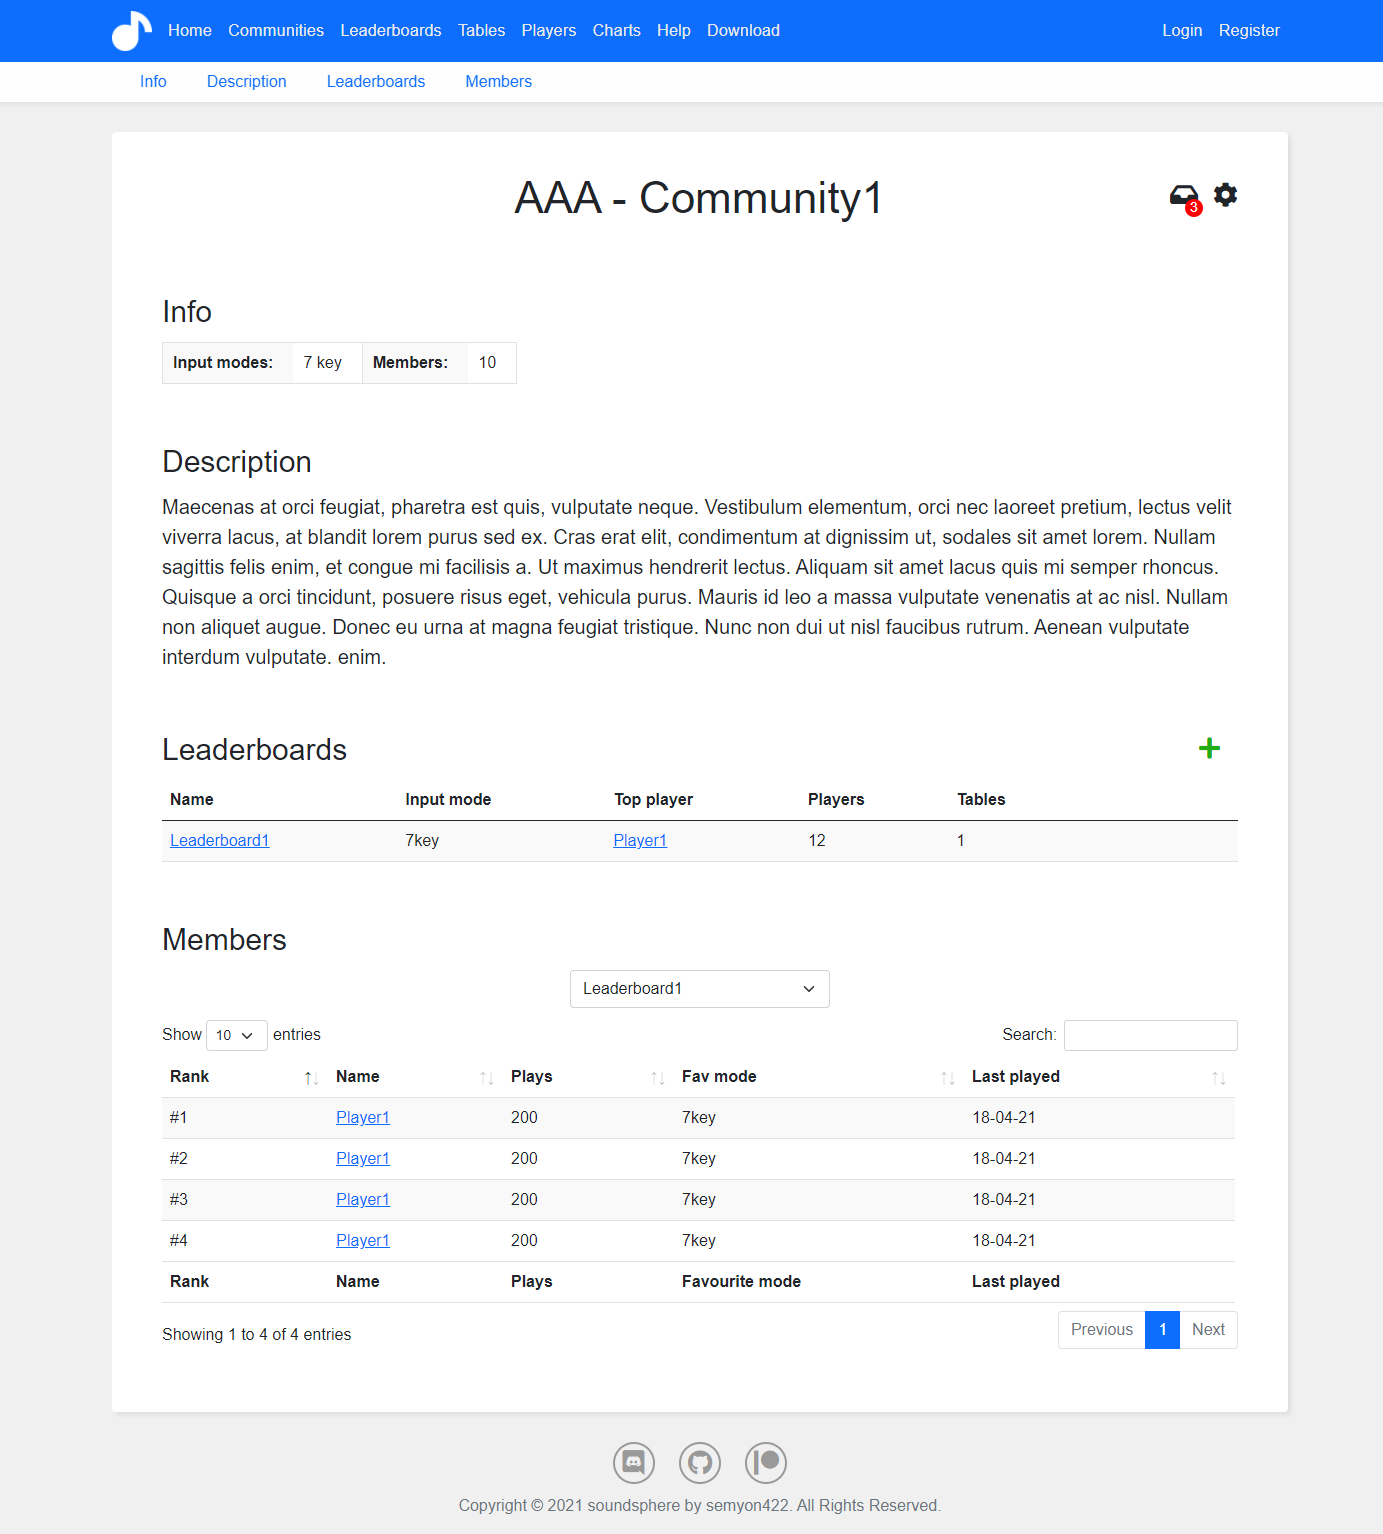 Home Communities Leaderboards Tables Players Charts Help Download Login Register
Info Description Leaderboards Members
AAA - Community1
3
Info
Input modes: 7 key Members: 10
Description
Maecenas at orci feugiat, pharetra est quis, vulputate neque. Vestibulum elementum, orci nec laoreet pretium, lectus velit
viverra lacus, at blandit lorem purus sed ex. Cras erat elit, condimentum at dignissim ut, sodales sit amet lorem. Nullam
sagittis felis enim, et congue mi facilisis a. Ut maximus hendrerit lectus. Aliquam sit amet lacus quis mi semper rhoncus.
Quisque a orci tincidunt, posuere risus eget, vehicula purus. Mauris id leo a massa vulputate venenatis at ac nisl. Nullam
non aliquet augue. Donec eu urna at magna feugiat tristique. Nunc non dui ut nisl faucibus rutrum. Aenean vulputate
interdum vulputate. enim.
Leaderboards
Name Input mode Top player Players Tables
Leaderboard1 7key Player1 12 1
Members
Leaderboard1
Show 10 entries Search:
Rank Name Plays Fav mode Last played
#1 Player1 200 7key 18-04-21
#2 Player1 200 7key 18-04-21
#3 Player1 200 7key 18-04-21
#4 Player1 200 7key 18-04-21
Rank Name Plays Favourite mode Last played
Showing 1 to 4 of 4 entries Previous 1 Next
Copyright © 2021 soundsphere by semyon422. All Rights Reserved.